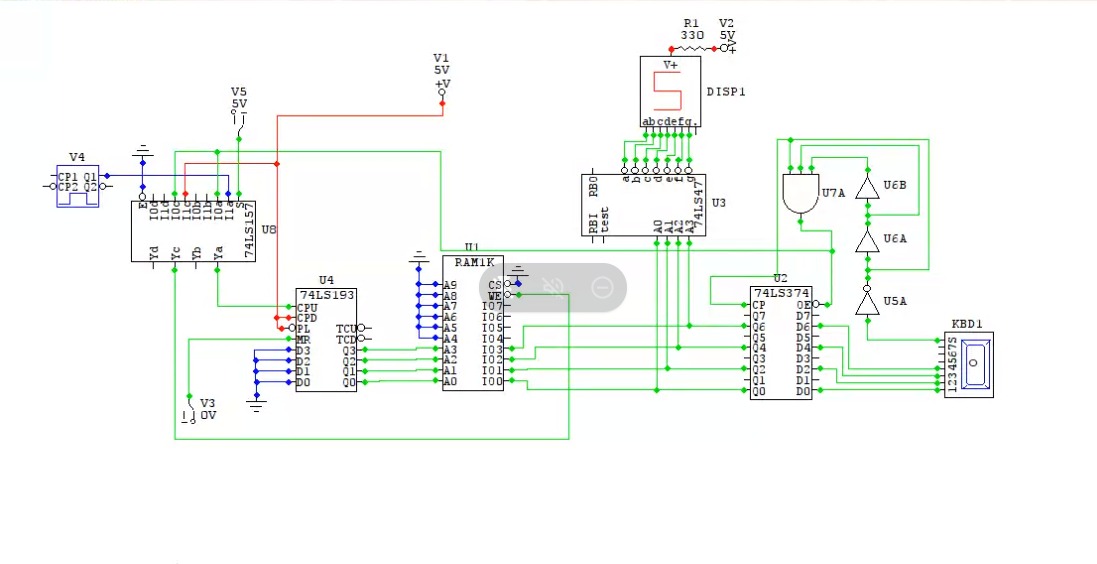 R1
330
V2
5V
+V
V+
abcdefg.
DISP1
V1
5V
+V
V5
5V
V4
CP1 Q1
CP2 Q2
E
I0d
I1d
I0c
I1c
I0b
I1b
I0a
I1a
S
74LS157
Yd
Yc
Yb
Ya
U8
RBO
a
b
c
d
e
f
g
74LS47
RBI
test
A0
A1
A2
A3
U3
U7A
U6B
U6A
U5A
U4
74LS193
CPU
CPD
PL
MR
D3
D2
D1
D0
TCU
TCD
Q3
Q2
Q1
Q0
V3
0V
U1
RAM1K
A9
A8
A7
A6
A5
A4
A3
A2
A1
A0
CS
WE
IO7
IO6
IO5
IO4
IO3
IO2
IO1
IO0
U2
74LS374
CP
Q7
Q6
Q5
Q4
Q3
Q2
Q1
Q0
OE
D7
D6
D5
D4
D3
D2
D1
D0
KBD1
1234567S